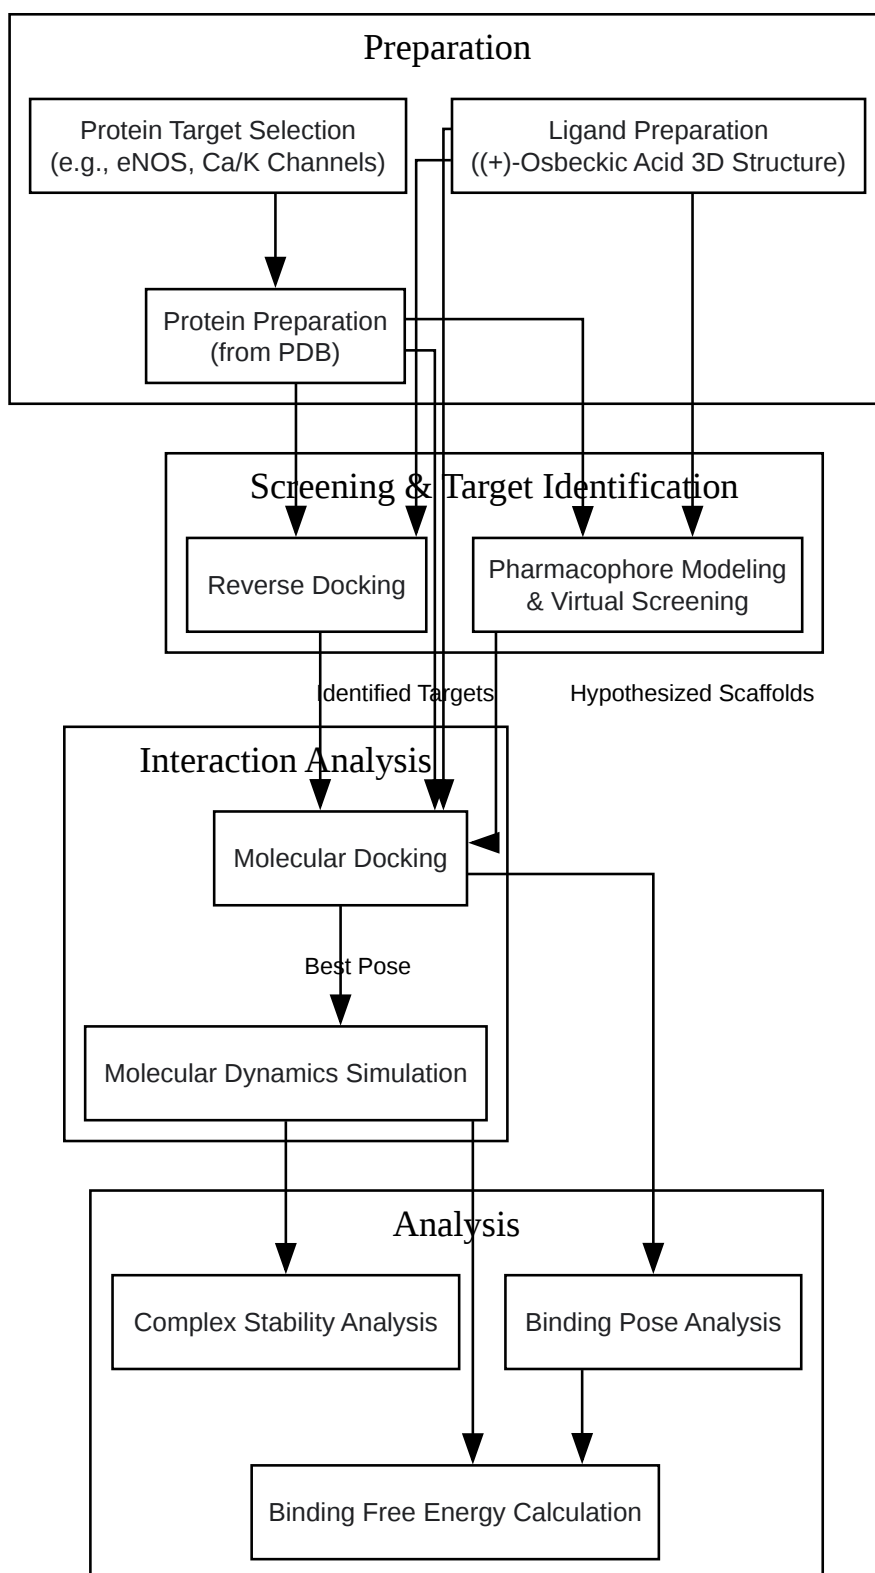 Preparation
Protein Target Selection
(e.g., eNOS, Ca/K Channels)
Ligand Preparation
((+)-Osbeckic Acid 3D Structure)
Protein Preparation
(from PDB)
Screening & Target Identification
Reverse Docking
Pharmacophore Modeling
& Virtual Screening
Identified Targets
Hypothesized Scaffolds
Interaction Analysis
Molecular Docking
Best Pose
Molecular Dynamics Simulation
Analysis
Complex Stability Analysis
Binding Pose Analysis
Binding Free Energy Calculation